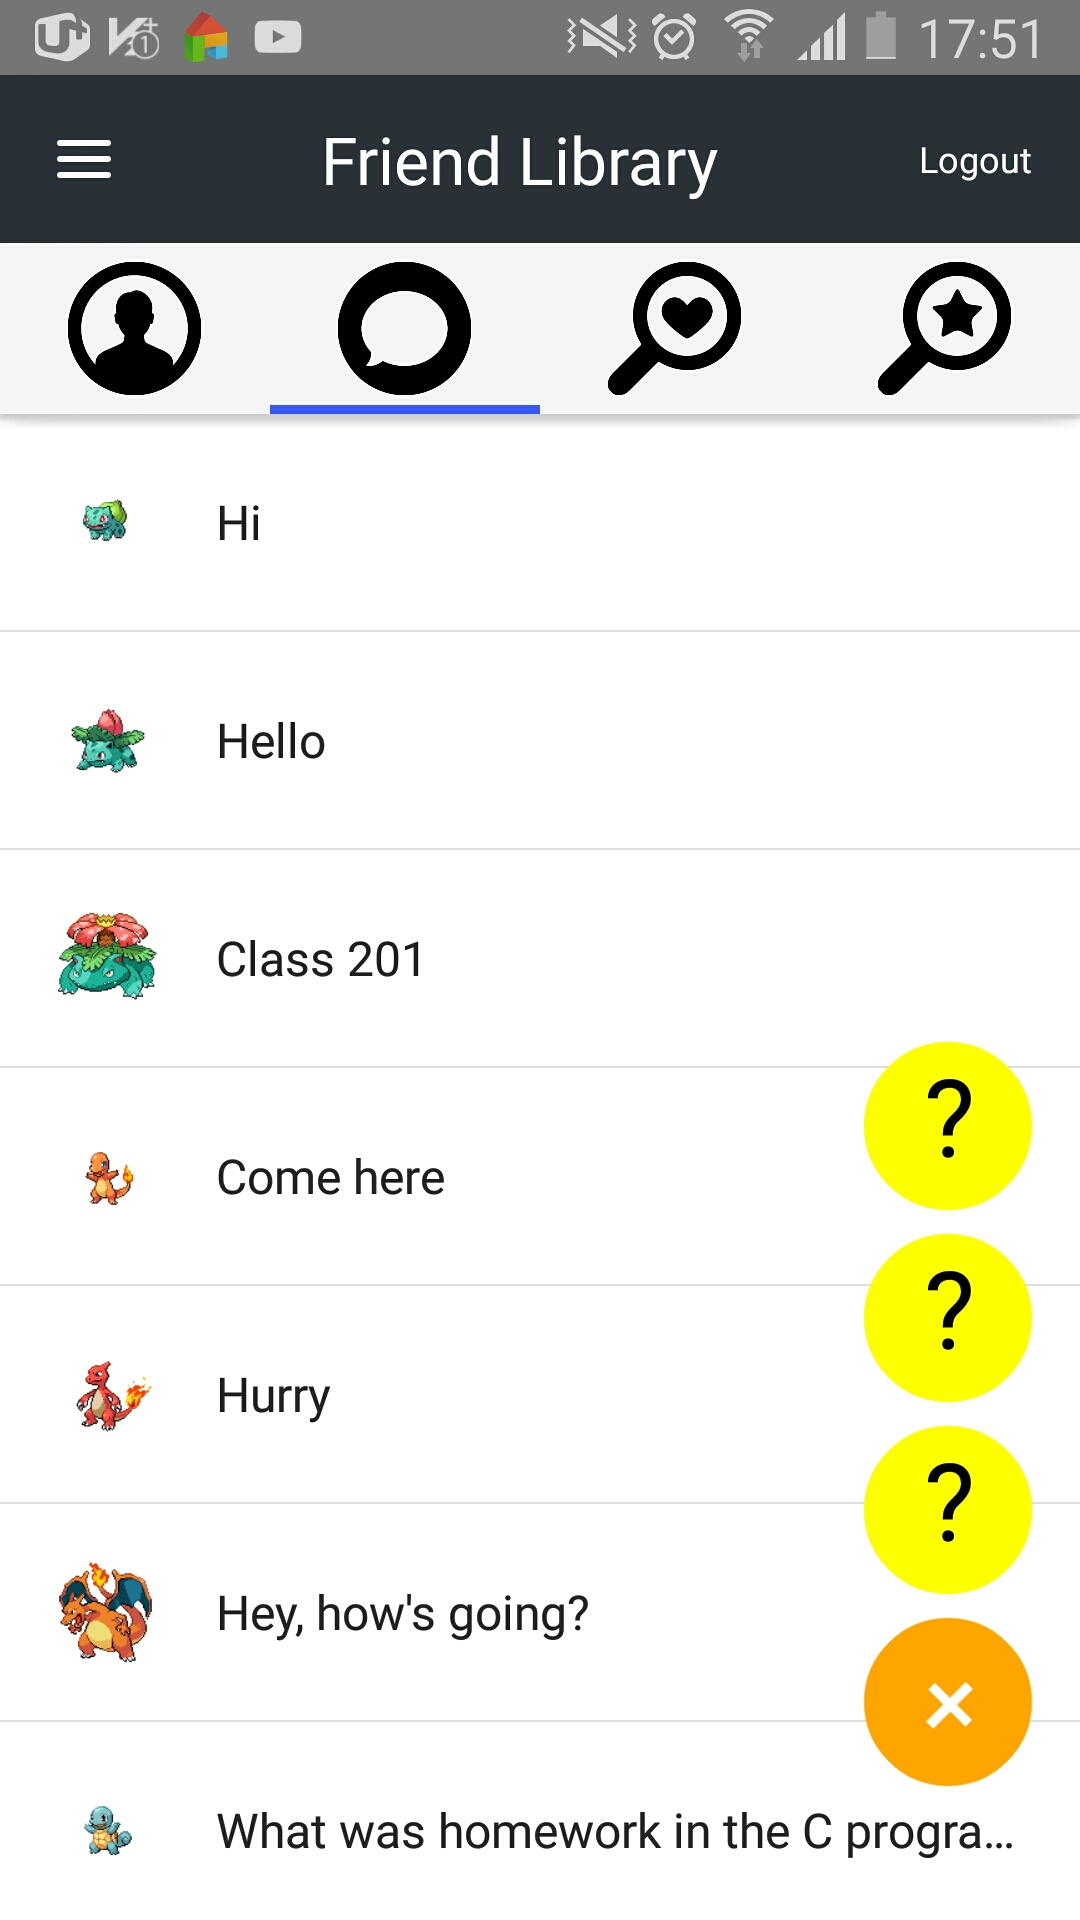 17:51
Friend Library
Logout
Hi
Hello
Class 201
Come here
?
Hurry
?
?
Hey, how's going?
What was homework in the C progra...